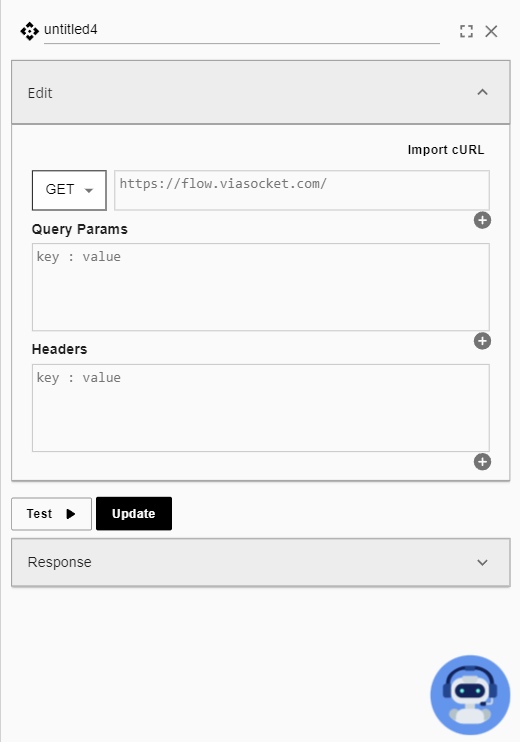 untitled4
Edit
Import cURL
GET
https://flow.viasocket.com/
Query Params
key : value
Headers
key : value
Test
Update
Response